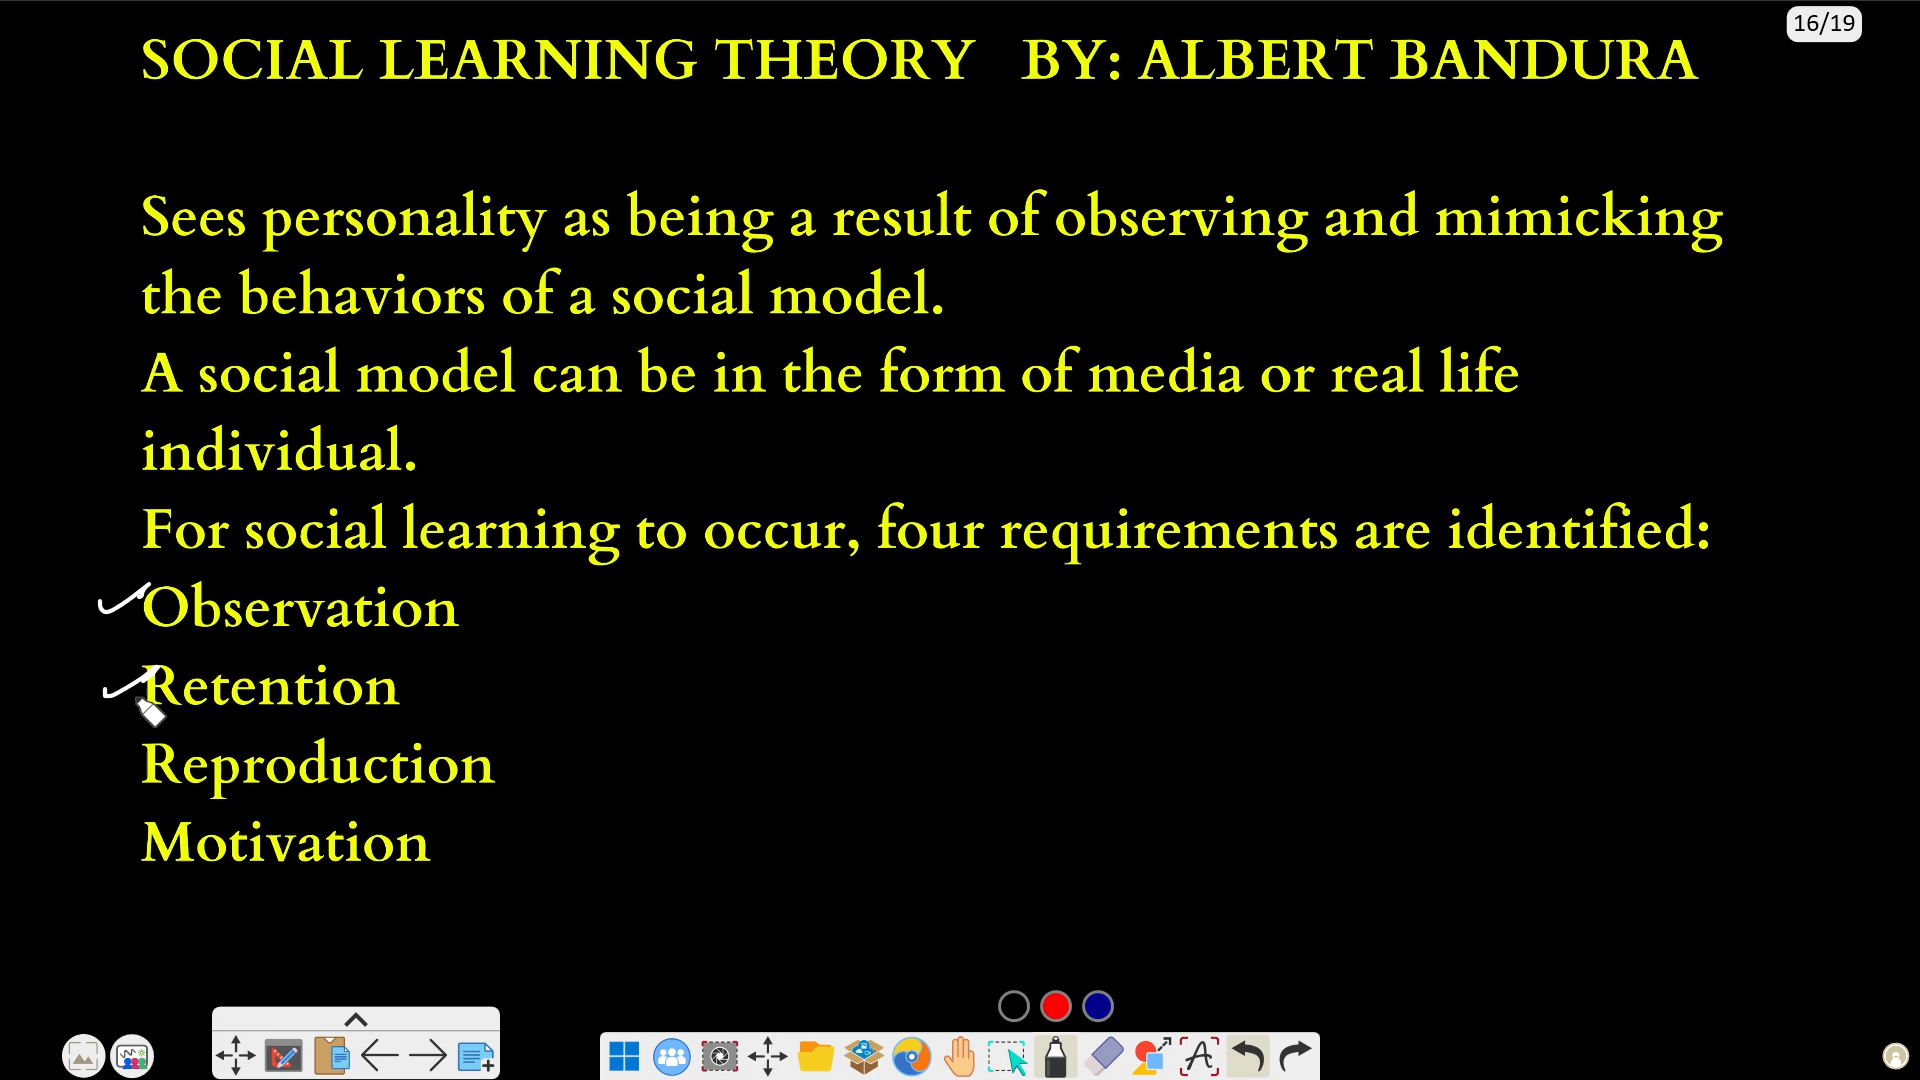 16/19
SOCIAL LEARNING THEORY BY: ALBERT BANDURA
Sees personality as being a result of observing and mimicking
the behaviors of a social model.
A social model can be in the form of media or real life
individual.
For social learning to occur, four requirements are identified:
Observation
Retention
Reproduction
Motivation